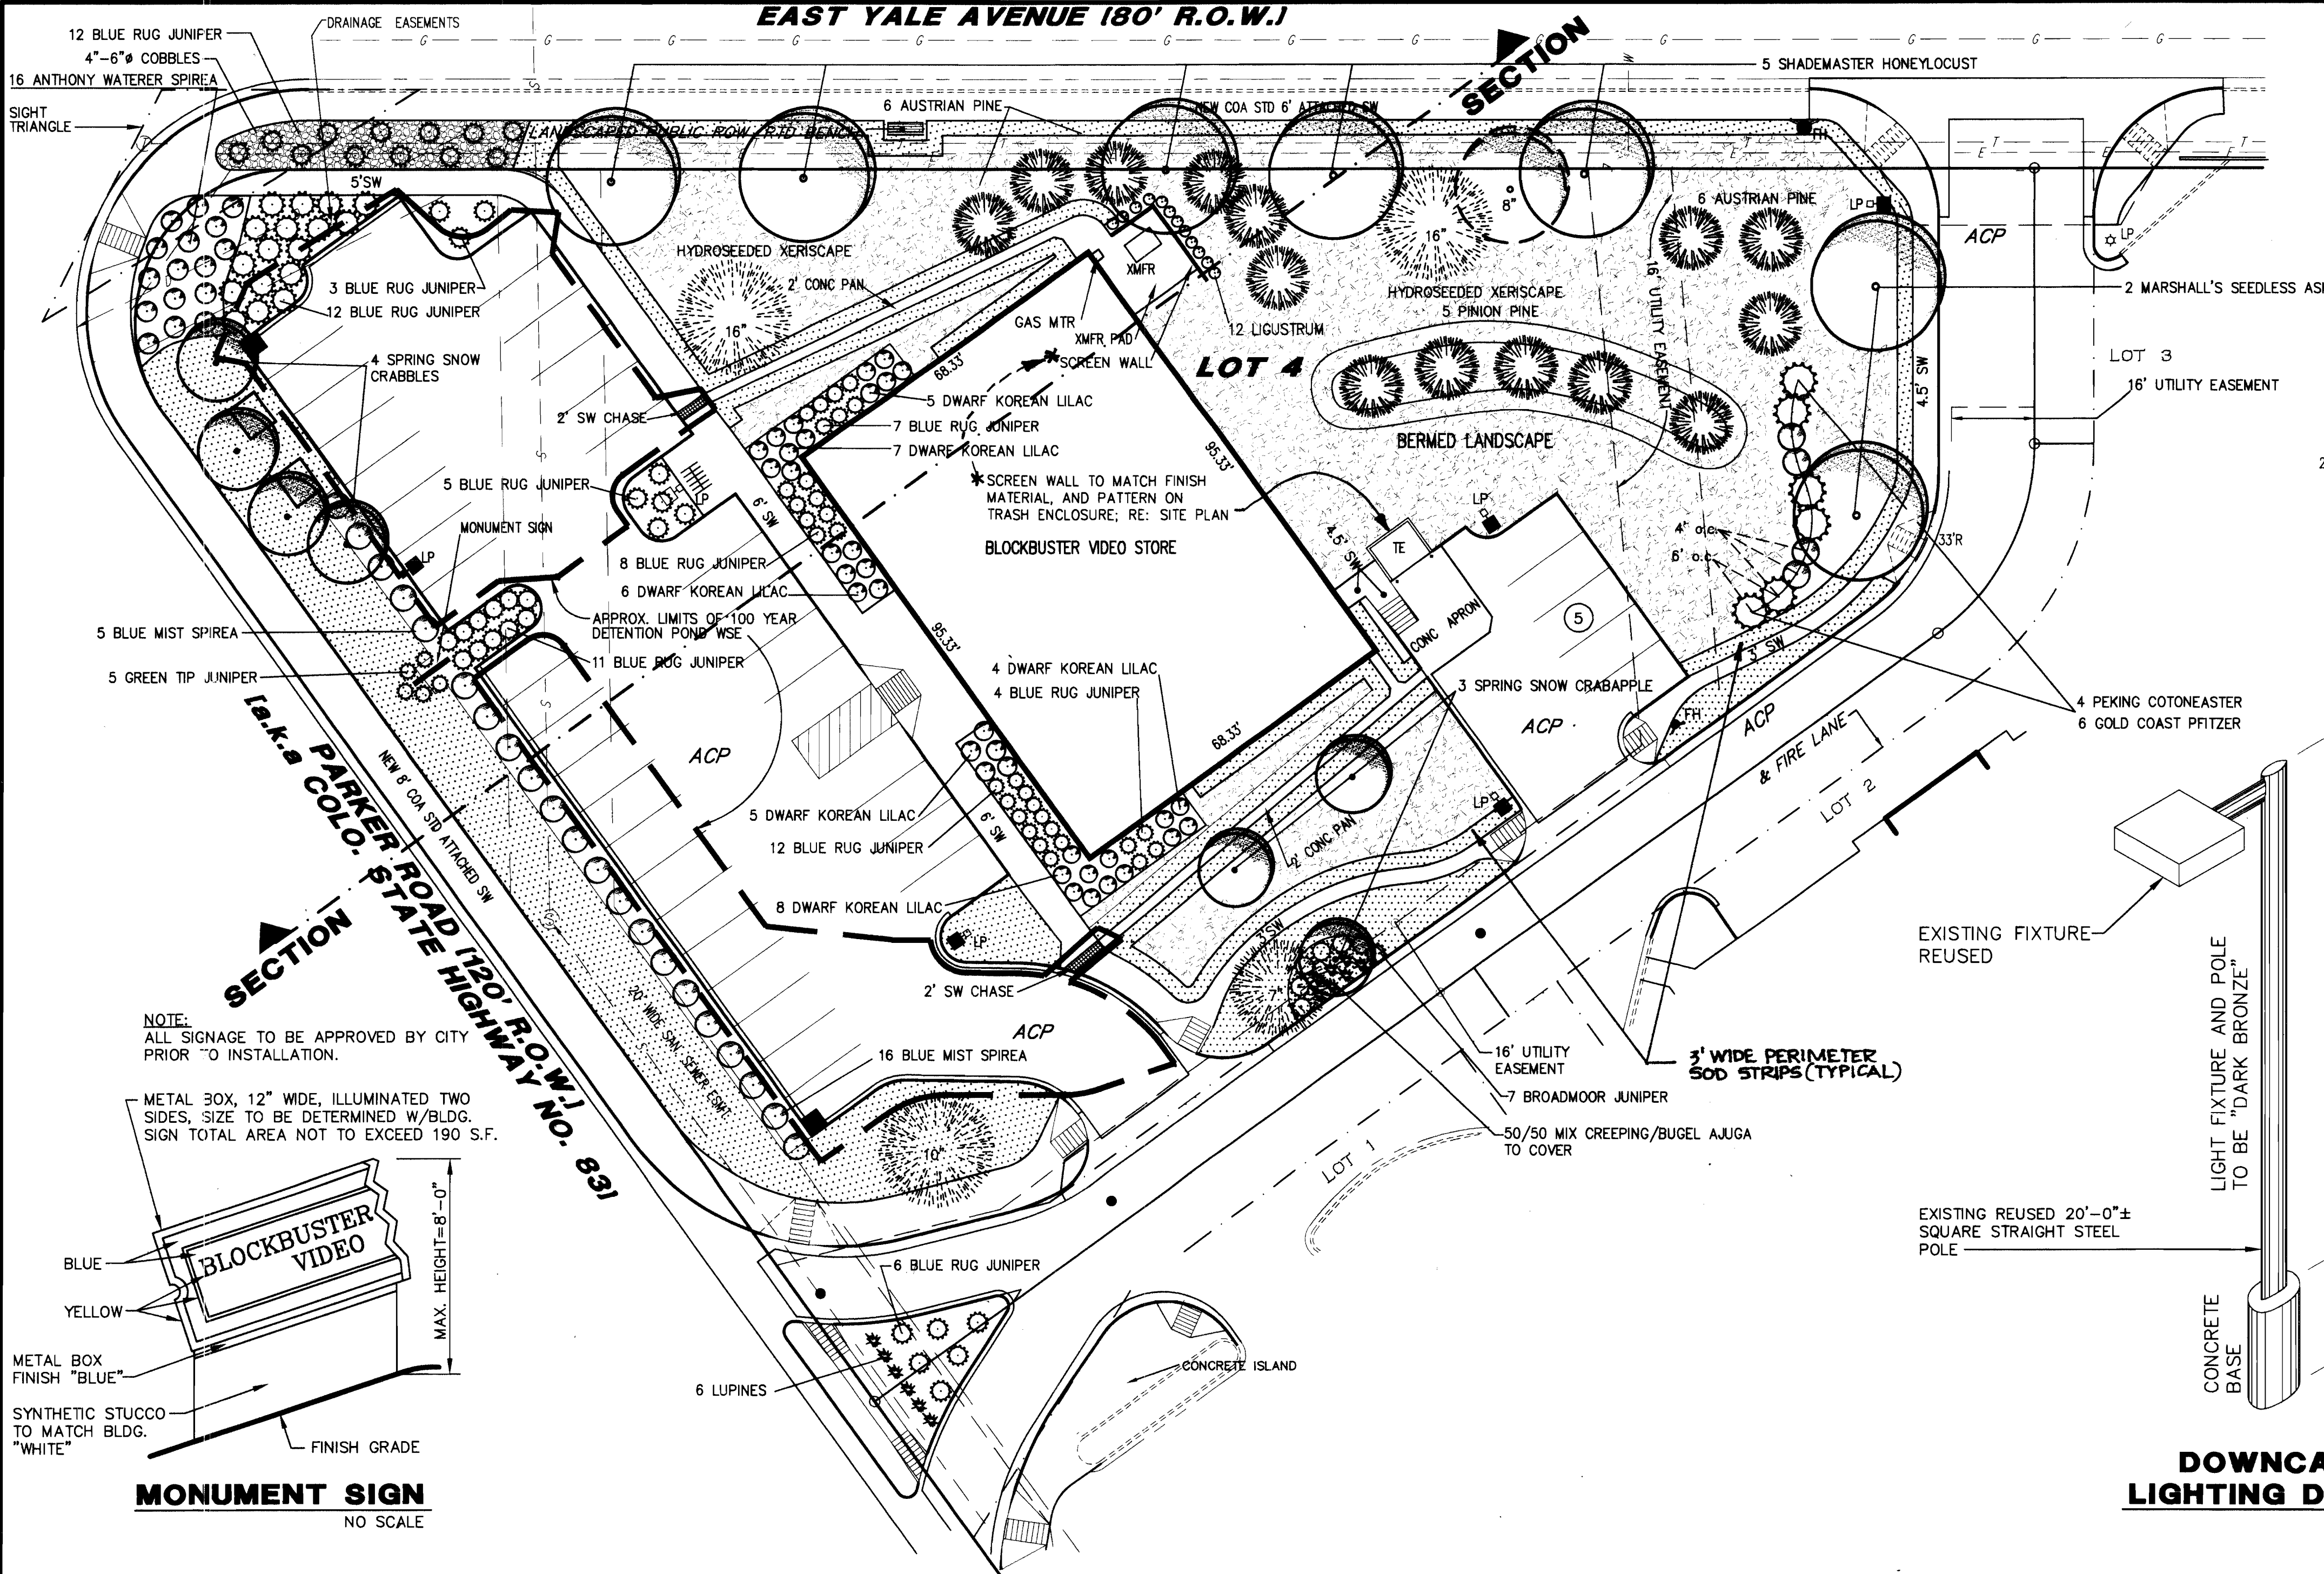 EAST YALE AVENUE (80' R.O.W.)
12 BLUE RUG JUNIPER
DRAINAGE EASEMENTS
4"-6"ø COBBLES
16 ANTHONY WATERER SPIREA
SIGHT
TRIANGLE
SECTION
5 SHADEMASTER HONEYLOCUST
6 AUSTRIAN PINE
NEW COA STD 6' ATTACHED SW
LANDSCAPED PUBLIC ROW/RTD BENCH
FH
5'SW
8"
6 AUSTRIAN PINE
LP
ACP
LP
16"
HYDROSEEDED XERISCAPE
XMFR
2' CONC PAN
3 BLUE RUG JUNIPER
12 BLUE RUG JUNIPER
16"
HYDROSEEDED XERISCAPE
5 PINION PINE
16' UTILITY EASEMENT
2 MARSHALL'S SEEDLESS AS
GAS MTR
12 LIGUSTRUM
XMFR PAD
SCREEN WALL
LOT 4
LOT 3
16' UTILITY EASEMENT
4.5' SW
4 SPRING SNOW
CRABBLES
68.33'
2' SW CHASE
5 DWARF KOREAN LILAC
7 BLUE RUG JUNIPER
7 DWARF KOREAN LILAC
95.33'
BERMED LANDSCAPE
2
5 BLUE RUG JUNIPER
LP
SCREEN WALL TO MATCH FINISH
MATERIAL, AND PATTERN ON
TRASH ENCLOSURE; RE: SITE PLAN
LP
MONUMENT SIGN
6' SW
BLOCKBUSTER VIDEO STORE
4.5' SW
TE
4' o.c.
6' o.c.
33'R
LP
8 BLUE RUG JUNIPER
6 DWARF KOREAN LILAC
APPROX. LIMITS OF 100 YEAR
DETENTION POND WSE
5 BLUE MIST SPIREA
11 BLUE RUG JUNIPER
95.33'
CONC APRON
5
3' SW
5 GREEN TIP JUNIPER
4 DWARF KOREAN LILAC
4 BLUE RUG JUNIPER
3 SPRING SNOW CRABAPPLE
4 PEKING COTONEASTER
6 GOLD COAST PFITZER
FH
ACP
ACP
ACP
& FIRE LANE
LOT 2
PARKER ROAD (120' R.O.W.)
[a.k.a COLO. STATE HIGHWAY NO. 83]
NEW 8' COA STD ATTACHED SW
68.33'
5 DWARF KOREAN LILAC
12 BLUE RUG JUNIPER
6' SW
2' CONC PAN
LP
8 DWARF KOREAN LILAC
LP
SECTION
3' SW
7"
2' SW CHASE
20' WIDE SAN. SEWER ESMT.
ACP
EXISTING FIXTURE
REUSED
LIGHT FIXTURE AND POLE
TO BE "DARK BRONZE"
NOTE:
ALL SIGNAGE TO BE APPROVED BY CITY
PRIOR TO INSTALLATION.
16 BLUE MIST SPIREA
16' UTILITY
EASEMENT
3' WIDE PERIMETER
SOD STRIPS (TYPICAL)
7 BROADMOOR JUNIPER
METAL BOX, 12" WIDE, ILLUMINATED TWO
SIDES, SIZE TO BE DETERMINED W/BLDG.
SIGN TOTAL AREA NOT TO EXCEED 190 S.F.
50/50 MIX CREEPING/BUGEL AJUGA
TO COVER
10"
LOT 1
EXISTING REUSED 20'-0"±
SQUARE STRAIGHT STEEL
POLE
BLOCKBUSTER
VIDEO
MAX. HEIGHT=8'-0"
BLUE
YELLOW
6 BLUE RUG JUNIPER
CONCRETE
BASE
METAL BOX
FINISH "BLUE"
CONCRETE ISLAND
6 LUPINES
SYNTHETIC STUCCO
TO MATCH BLDG.
"WHITE"
FINISH GRADE
MONUMENT SIGN
NO SCALE
DOWNCA
LIGHTING D